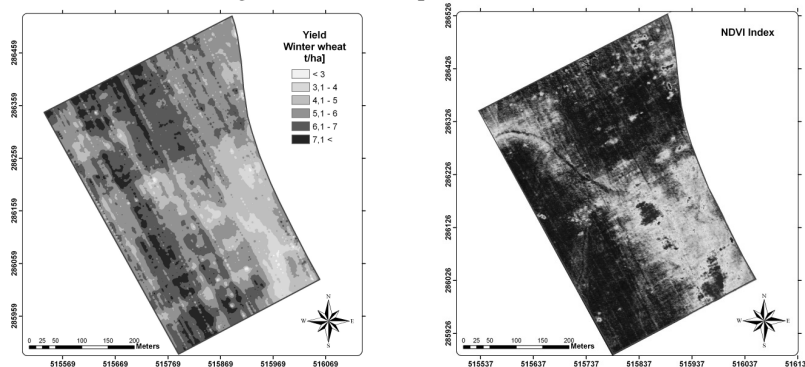 Yield
Winter wheat
t/ha]
< 3
3,1 - 4
4,1 - 5
5,1 - 6
6,1 - 7
7,1 <
286459
286359
286259
286159
286059
285959
N
W E
S
0 25 50 100 150 200
Meters
515569 515669 515769 515869 515969 516069
NDVI Index
286526
286426
286326
286226
286126
286026
285926
N
W E
S
0 25 50 100 150 200
Meters
515537 515637 515737 515837 515937 516037 51613